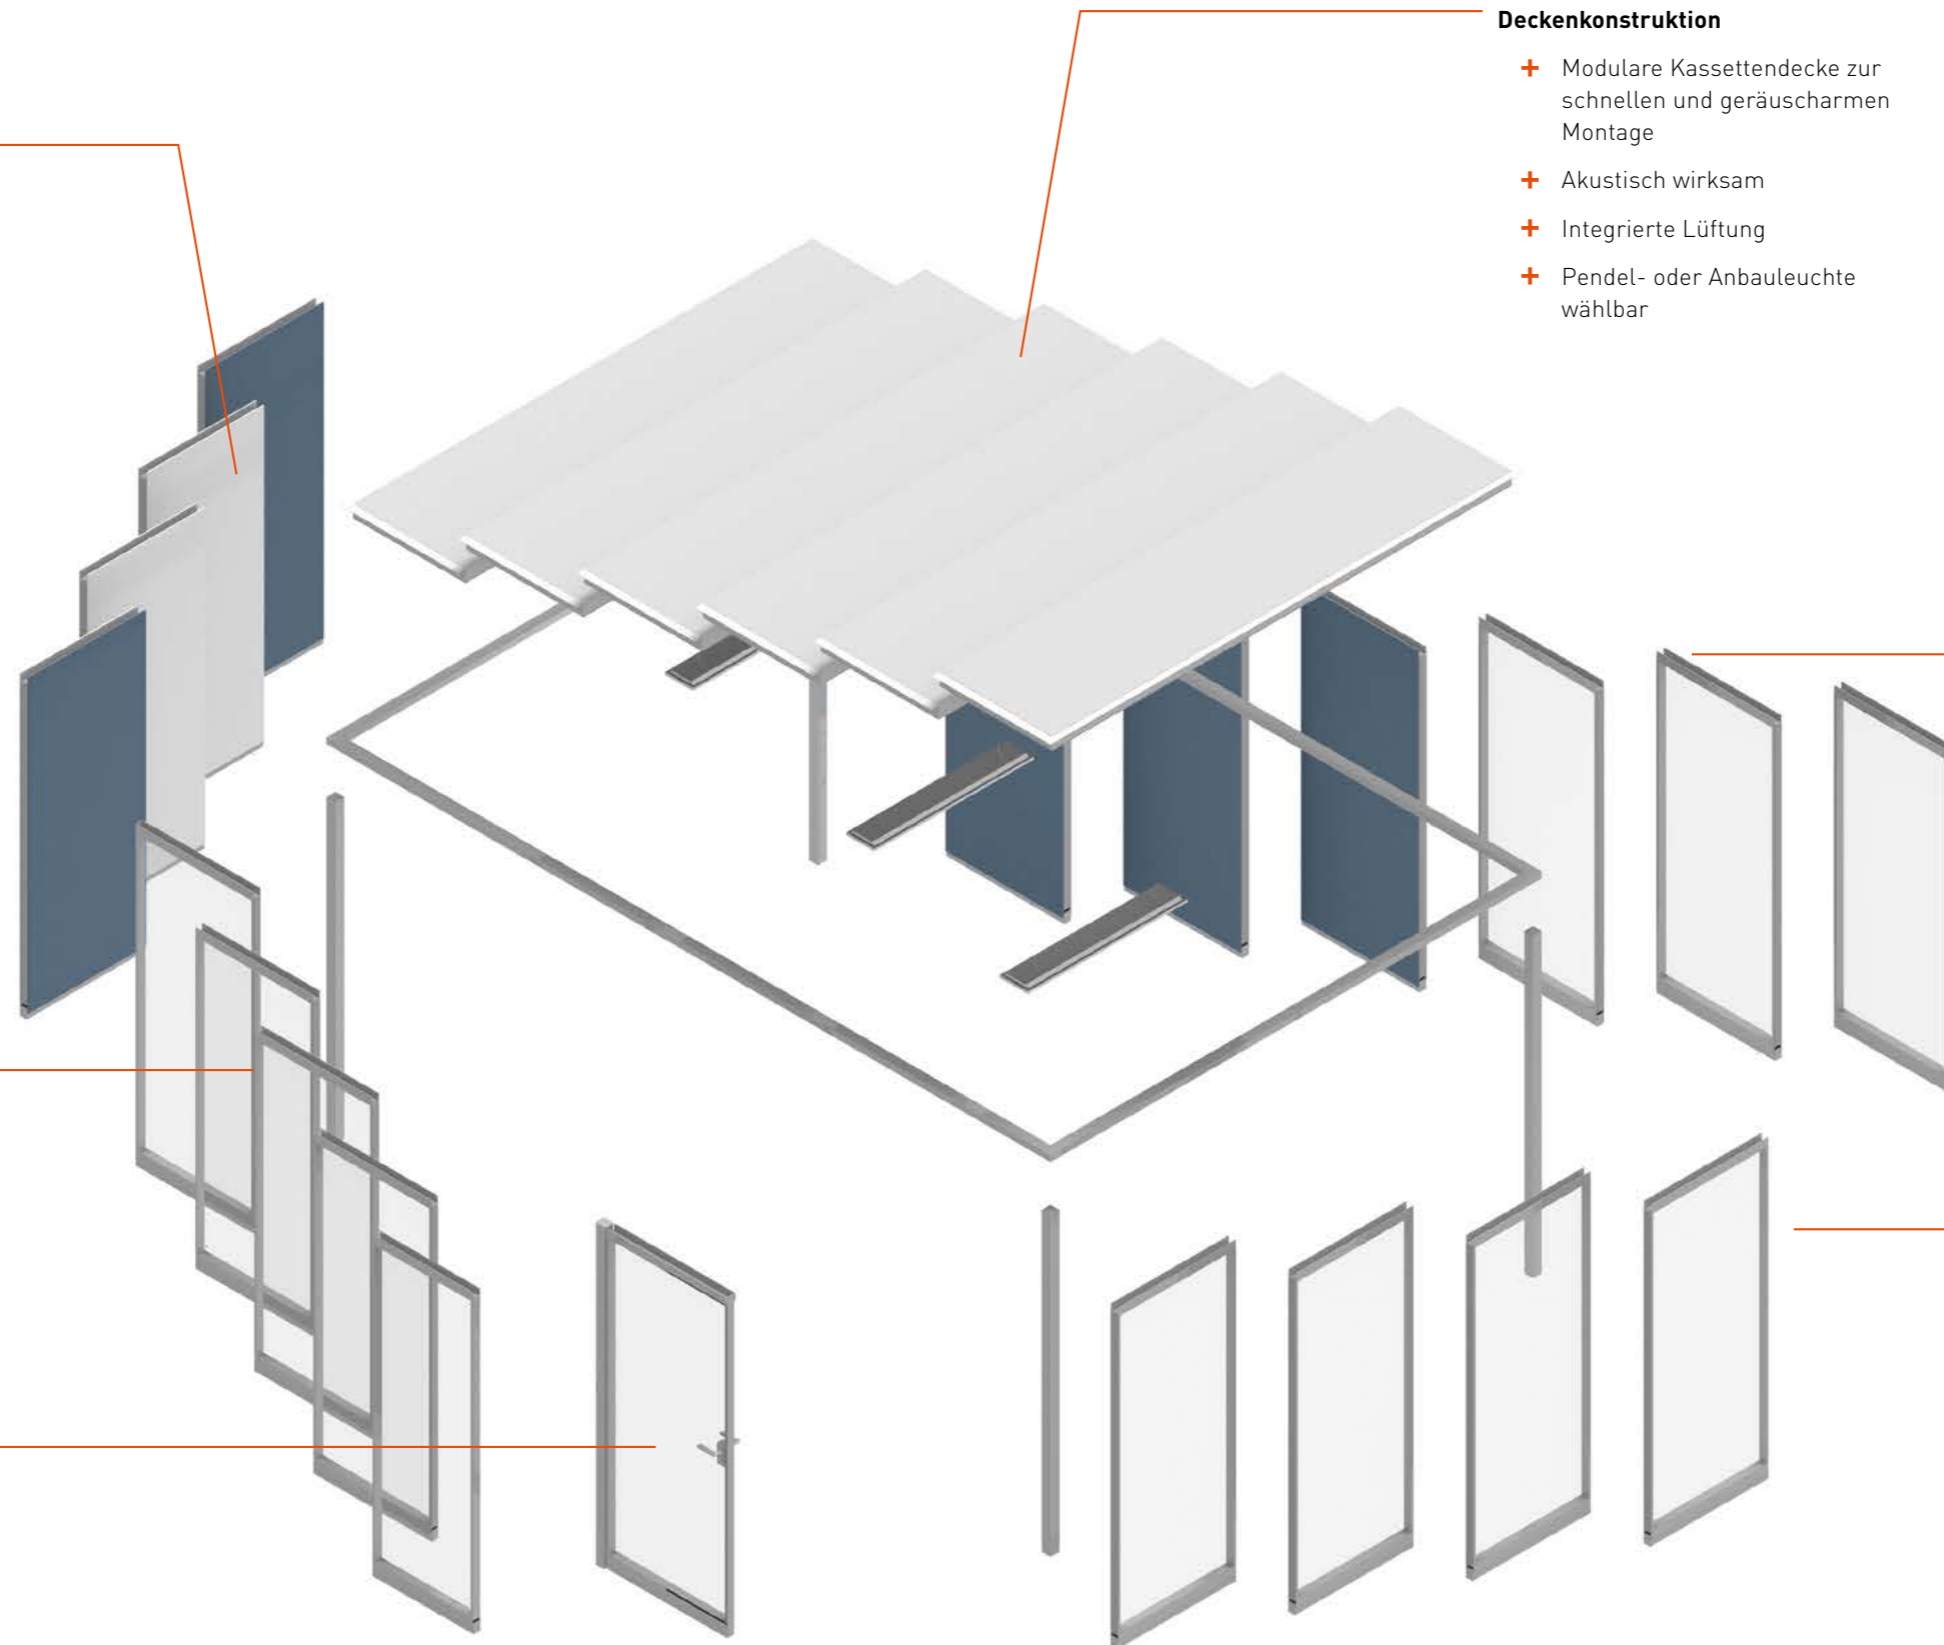 Deckenkonstruktion
+ Modulare Kassettendecke zur
schnellen und geräuscharmen
Montage
+ Akustisch wirksam
+ Integrierte Lüftung
+ Pendel- oder Anbauleuchte
wählbar